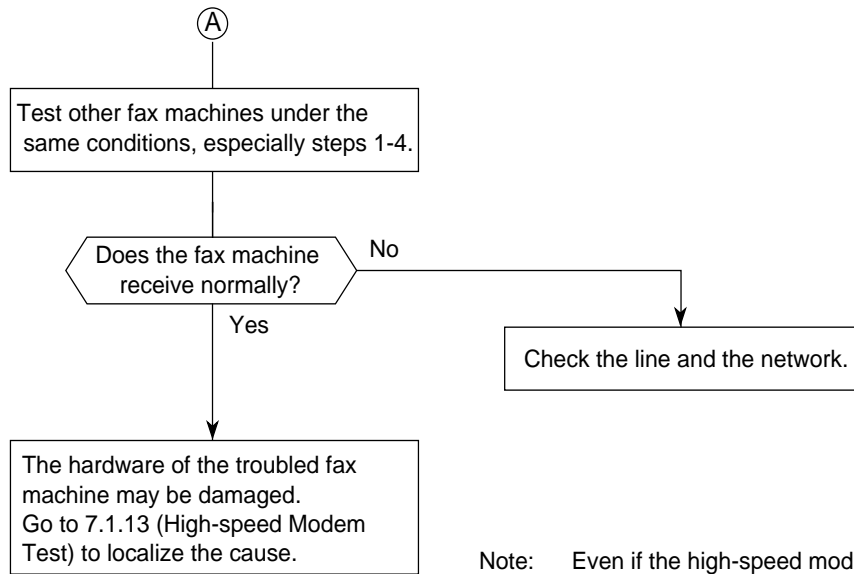 A
Test other fax machines under the
same conditions, especially steps 1-4.
Does the fax machine
receive normally?
No
Yes
Check the line and the network.
The hardware of the troubled fax
machine may be damaged.
Go to 7.1.13 (High-speed Modem
Test) to localize the cause.
Note: Even if the high-speed mod